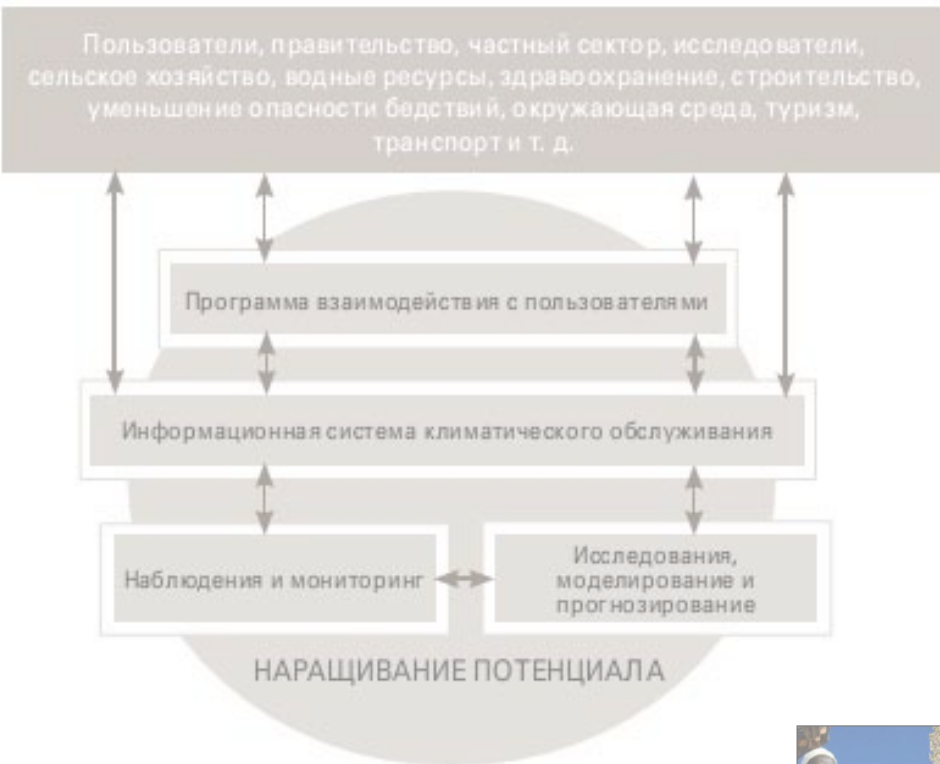 Пользователи, правительство, частный сектор, исследователи,
сельское хозяйство, водные ресурсы, здравоохранение, строительство,
уменьшение опасности бедствий, окружающая среда, туризм,
транспорт и т. д.
Программа взаимодействия с пользователями
Информационная система климатического обслуживания
Наблюдения и мониторинг
Исследования,
моделирование и
прогнозирование
НАРАЩИВАНИЕ ПОТЕНЦИАЛА